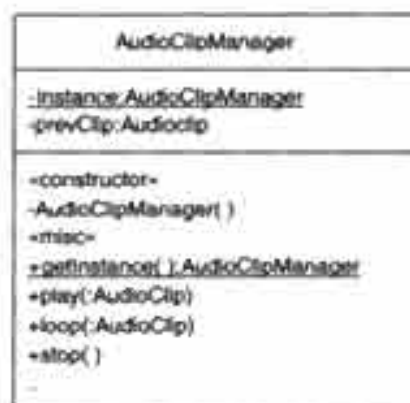 AudioClipManager
-instance:AudioClipManager
-prevClip:Audioclip
«constructor»
-AudioClipManager( )
«misc»
+getInstance( ):AudioClipManager
+play(:AudioClip)
+loop(:AudioClip)
+stop( )
...